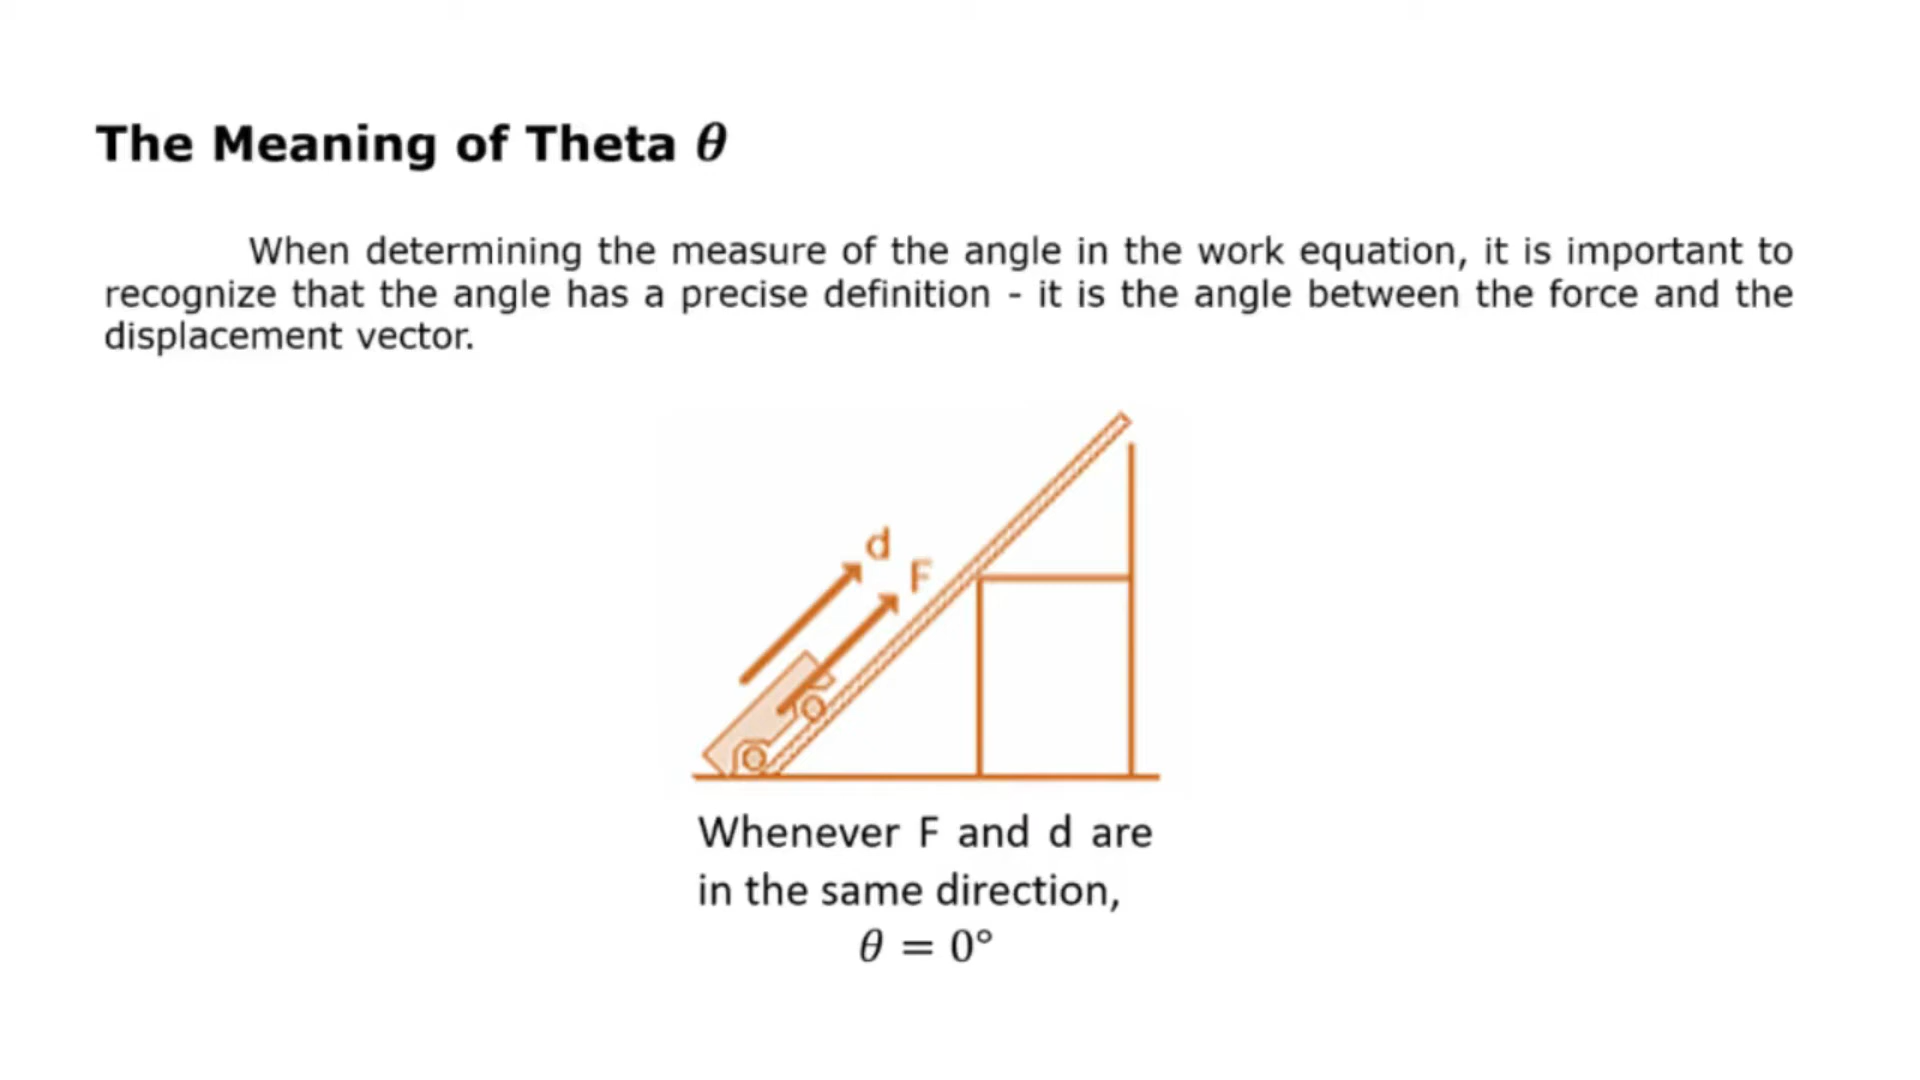 The Meaning of Theta θ
When determining the measure of the angle in the work equation, it is important to
recognize that the angle has a precise definition - it is the angle between the force and the
displacement vector.
d
F
Whenever F and d are
in the same direction,
θ = 0°